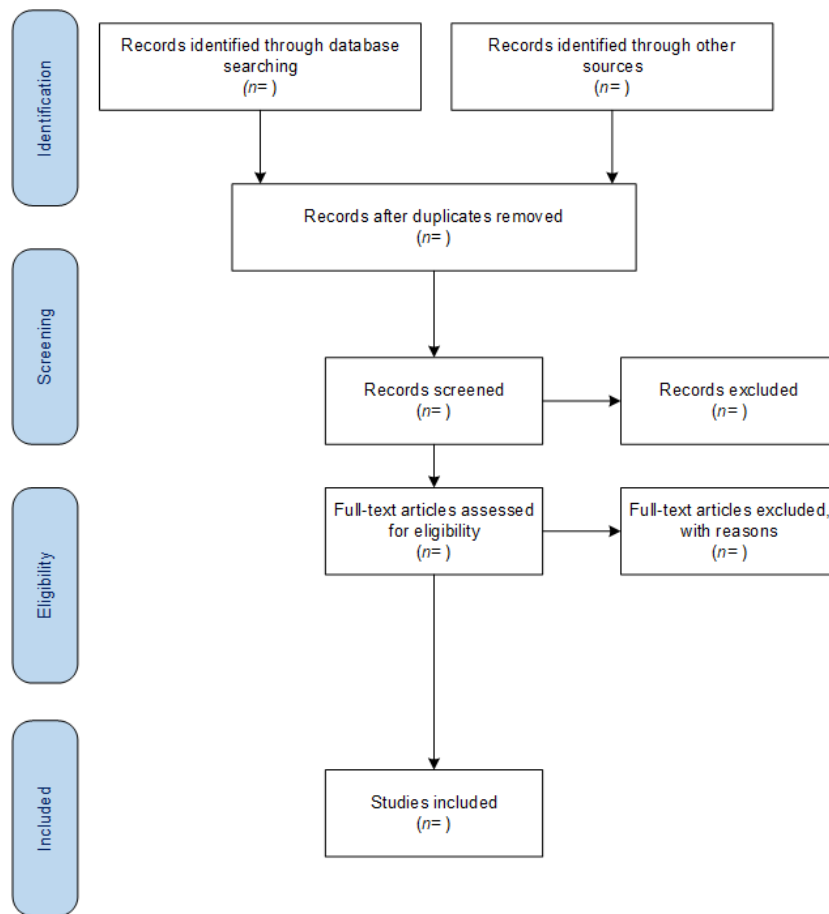 Identification
Records identified through database
searching
(n= )
Records identified through other
sources
(n= )
Records after duplicates removed
(n= )
Screening
Records screened
(n= )
Records excluded
(n= )
Eligibility
Full-text articles assessed
for eligibility
(n= )
Full-text articles excluded,
with reasons
(n= )
Included
Studies included
(n= )